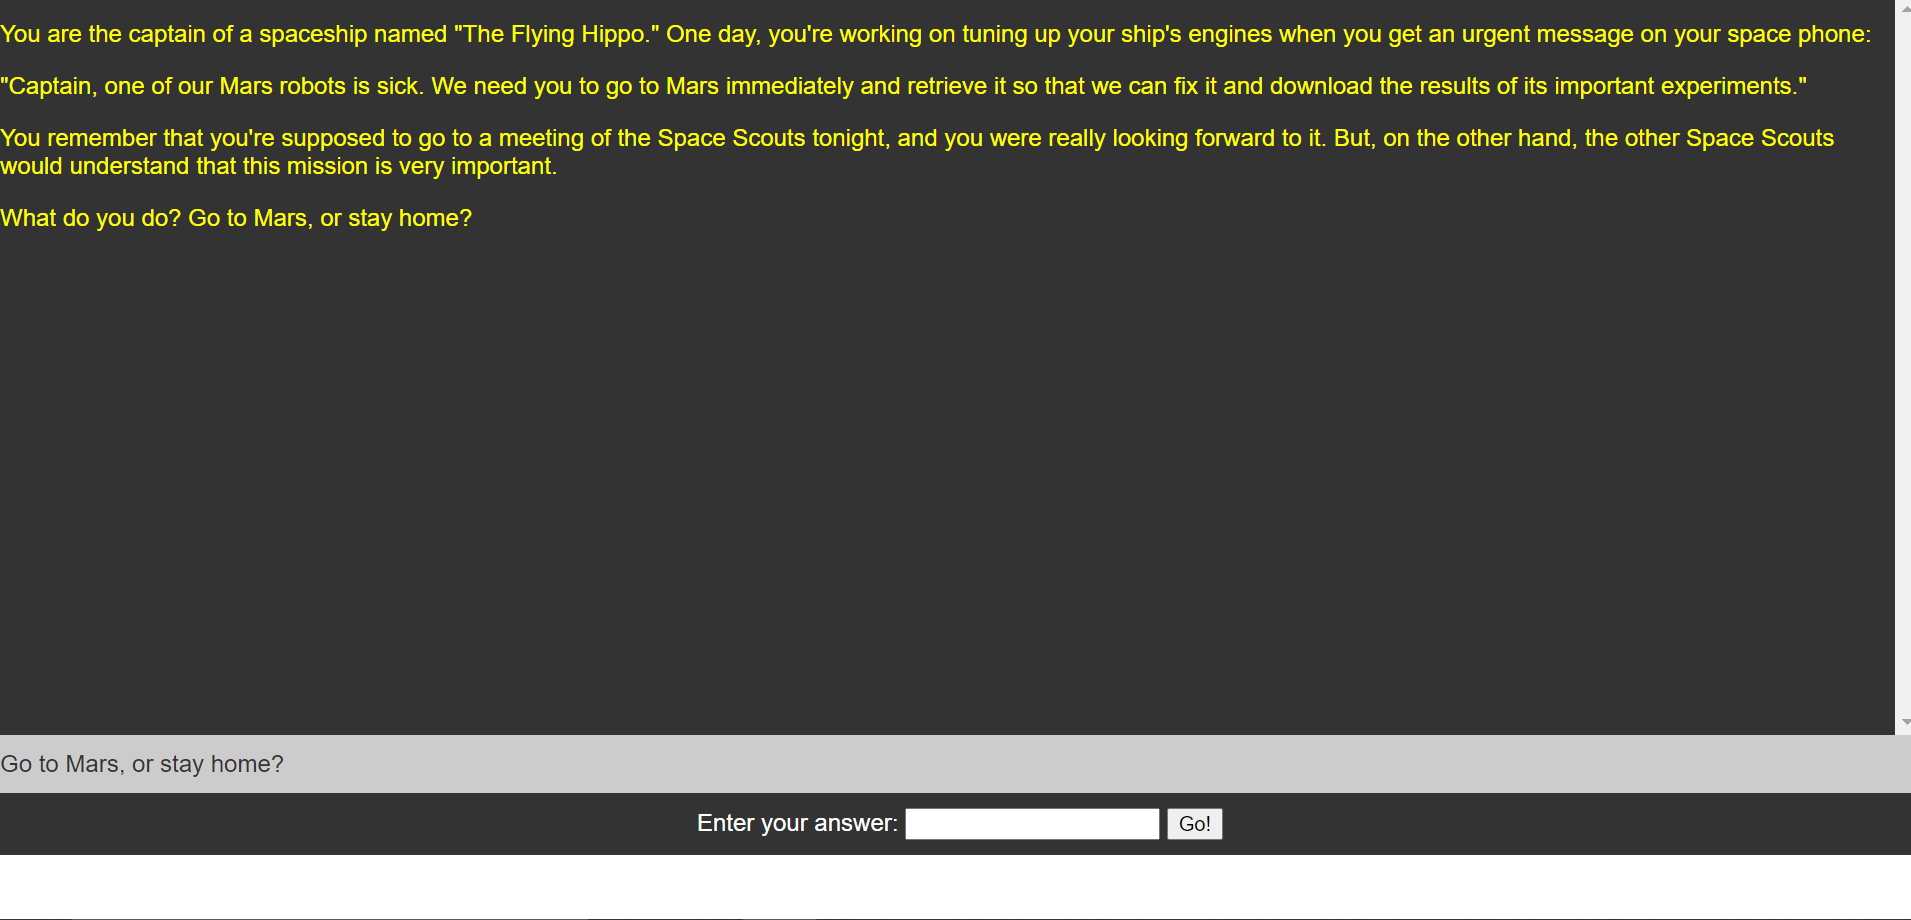 You are the captain of a spaceship named "The Flying Hippo." One day, you're working on tuning up your ship's engines when you get an urgent message on your space phone:
"Captain, one of our Mars robots is sick. We need you to go to Mars immediately and retrieve it so that we can fix it and download the results of its important experiments."
You remember that you're supposed to go to a meeting of the Space Scouts tonight, and you were really looking forward to it. But, on the other hand, the other Space Scouts
would understand that this mission is very important.
What do you do? Go to Mars, or stay home?
Go to Mars, or stay home?
Enter your answer: Go!